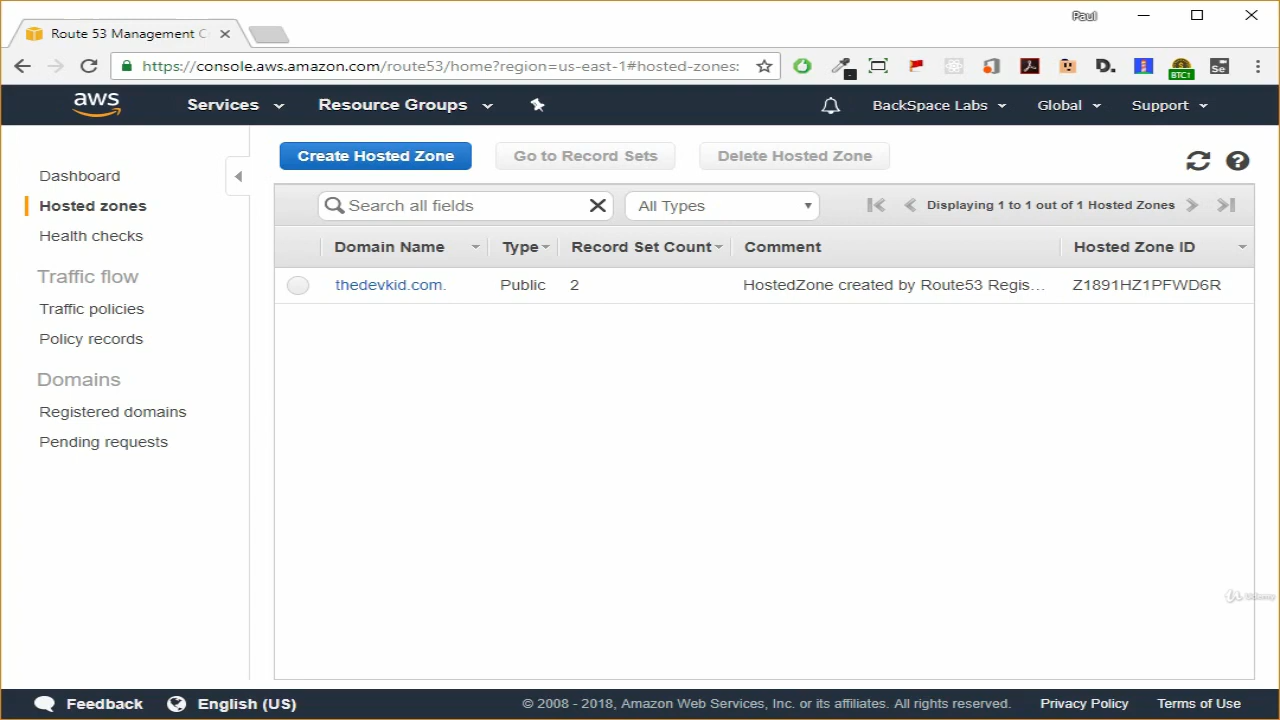 Paul
Route 53 Management C
https://console.aws.amazon.com/route53/home?region=us-east-1#hosted-zones:
D.
BTC↑
Se
aws Services Resource Groups BackSpace Labs Global Support
Create Hosted Zone Go to Record Sets Delete Hosted Zone
Dashboard
Hosted zones
Health checks
Traffic flow
Traffic policies
Policy records
Domains
Registered domains
Pending requests
Search all fields All Types Displaying 1 to 1 out of 1 Hosted Zones
Domain Name Type Record Set Count Comment Hosted Zone ID
thedevkid.com. Public 2 HostedZone created by Route53 Regis... Z1891HZ1PFWD6R
Udemy
Feedback English (US) © 2008 - 2018, Amazon Web Services, Inc. or its affiliates. All rights reserved. Privacy Policy Terms of Use